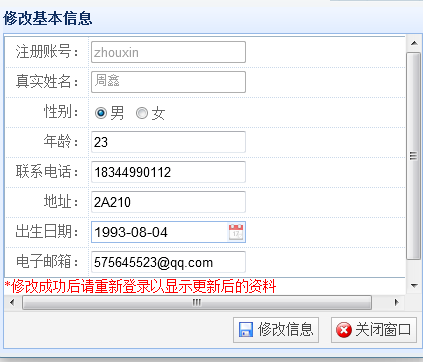 修改基本信息
注册账号： zhouxin
真实姓名： 周鑫
性别： 男 女
年龄： 23
联系电话： 18344990112
地址： 2A210
出生日期： 1993-08-04
电子邮箱： 575645523@qq.com
*修改成功后请重新登录以显示更新后的资料
修改信息 关闭窗口